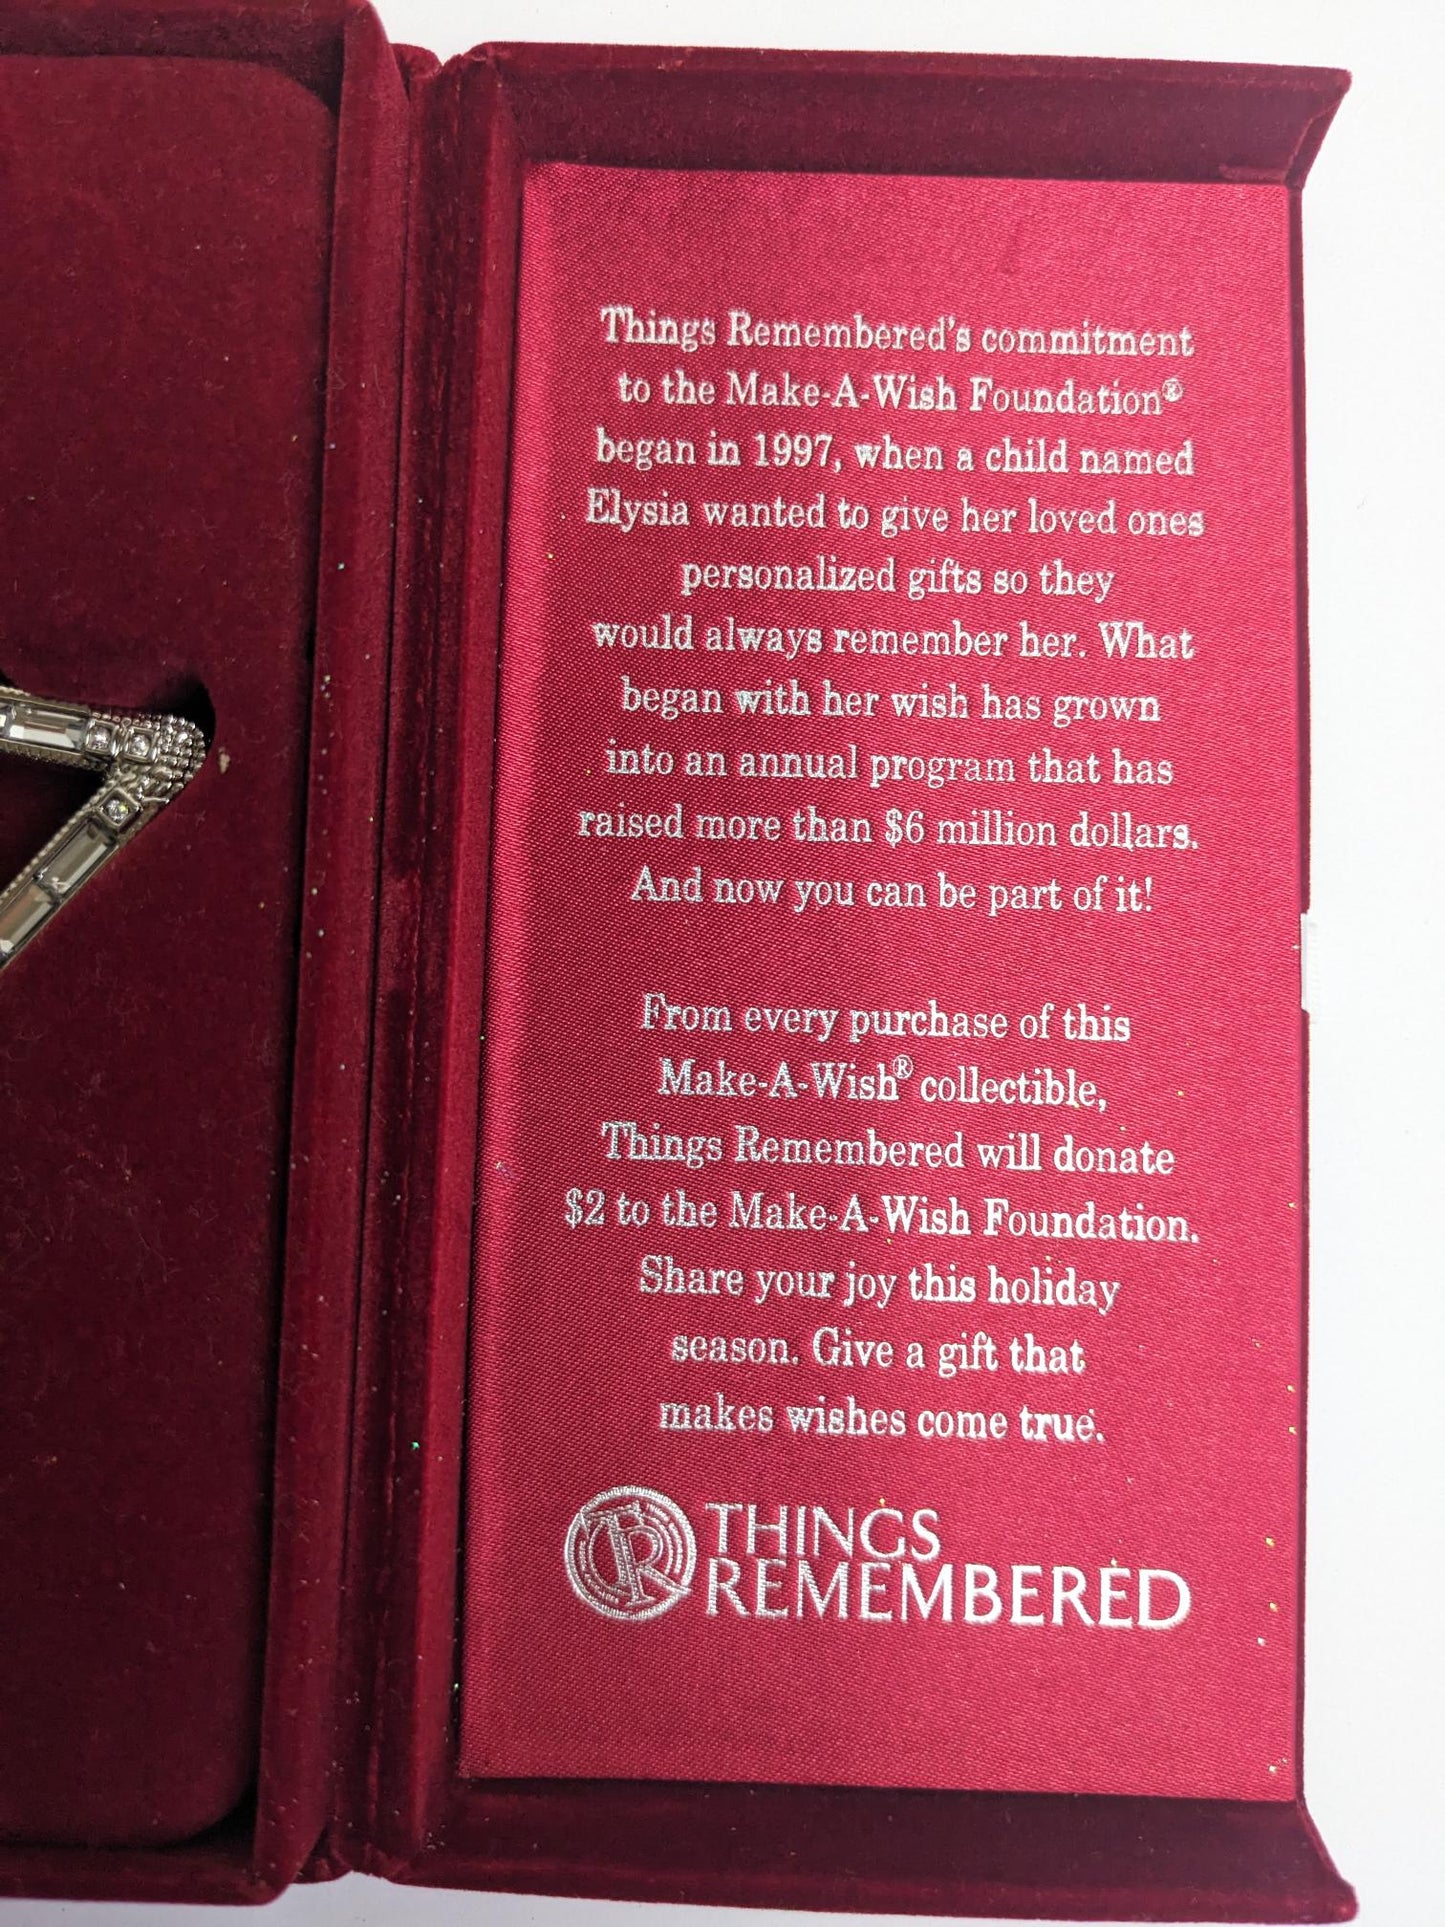 Things Remembered's commitment
to the Make-A-Wish Foundation®
began in 1997, when a child named
Elysia wanted to give her loved ones
personalized gifts so they
would always remember her. What
began with her wish has grown
into an annual program that has
raised more than $6 million dollars.
And now you can be part of it!
From every purchase of this
Make-A-Wish® collectible,
Things Remembered will donate
$2 to the Make-A-Wish Foundation.
Share your joy this holiday
season. Give a gift that
makes wishes come true.
TR THINGS
REMEMBERED